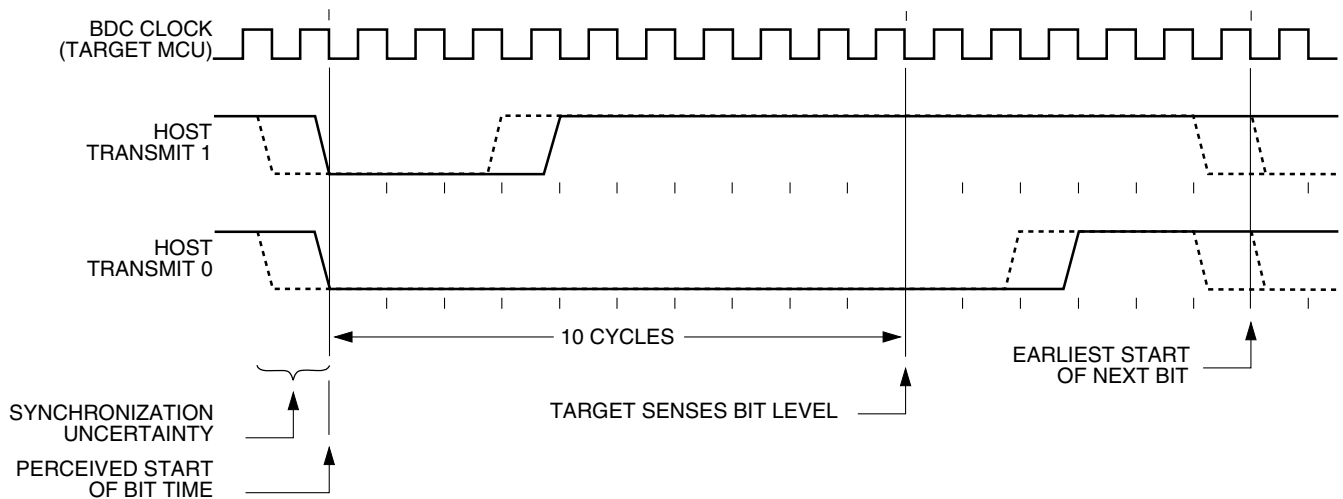 BDC CLOCK
(TARGET MCU)
HOST
TRANSMIT 1
HOST
TRANSMIT 0
10 CYCLES
EARLIEST START
OF NEXT BIT
TARGET SENSES BIT LEVEL
SYNCHRONIZATION
UNCERTAINTY
PERCEIVED START
OF BIT TIME